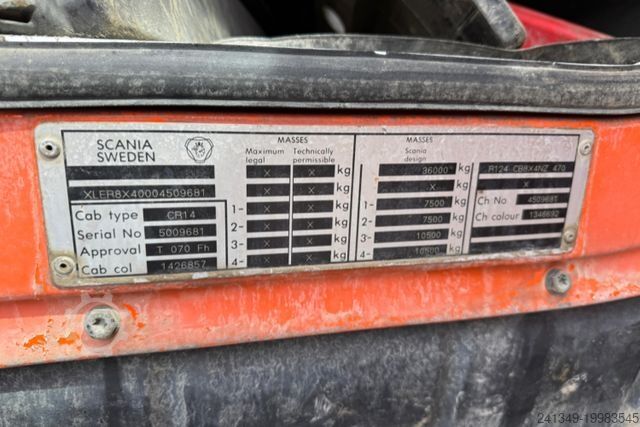 SCANIA
SWEDEN
XLER8X40004509681
Cab type CR14
Serial No 5009681
Approval T 070 Fh
Cab col 1426857
MASSES
Maximum legal Technically permissible
X X kg
X X kg
1- X X kg
2- X X kg
3- X X kg
4- X X kg
MASSES
Scania design
36000 kg
X kg
1- 7500 kg
2- 7500 kg
3- 10500 kg
4- 10500 kg
R124 CB8X4NZ 470
X
Ch No 4509681
Ch colour 1346692
241349-19983545